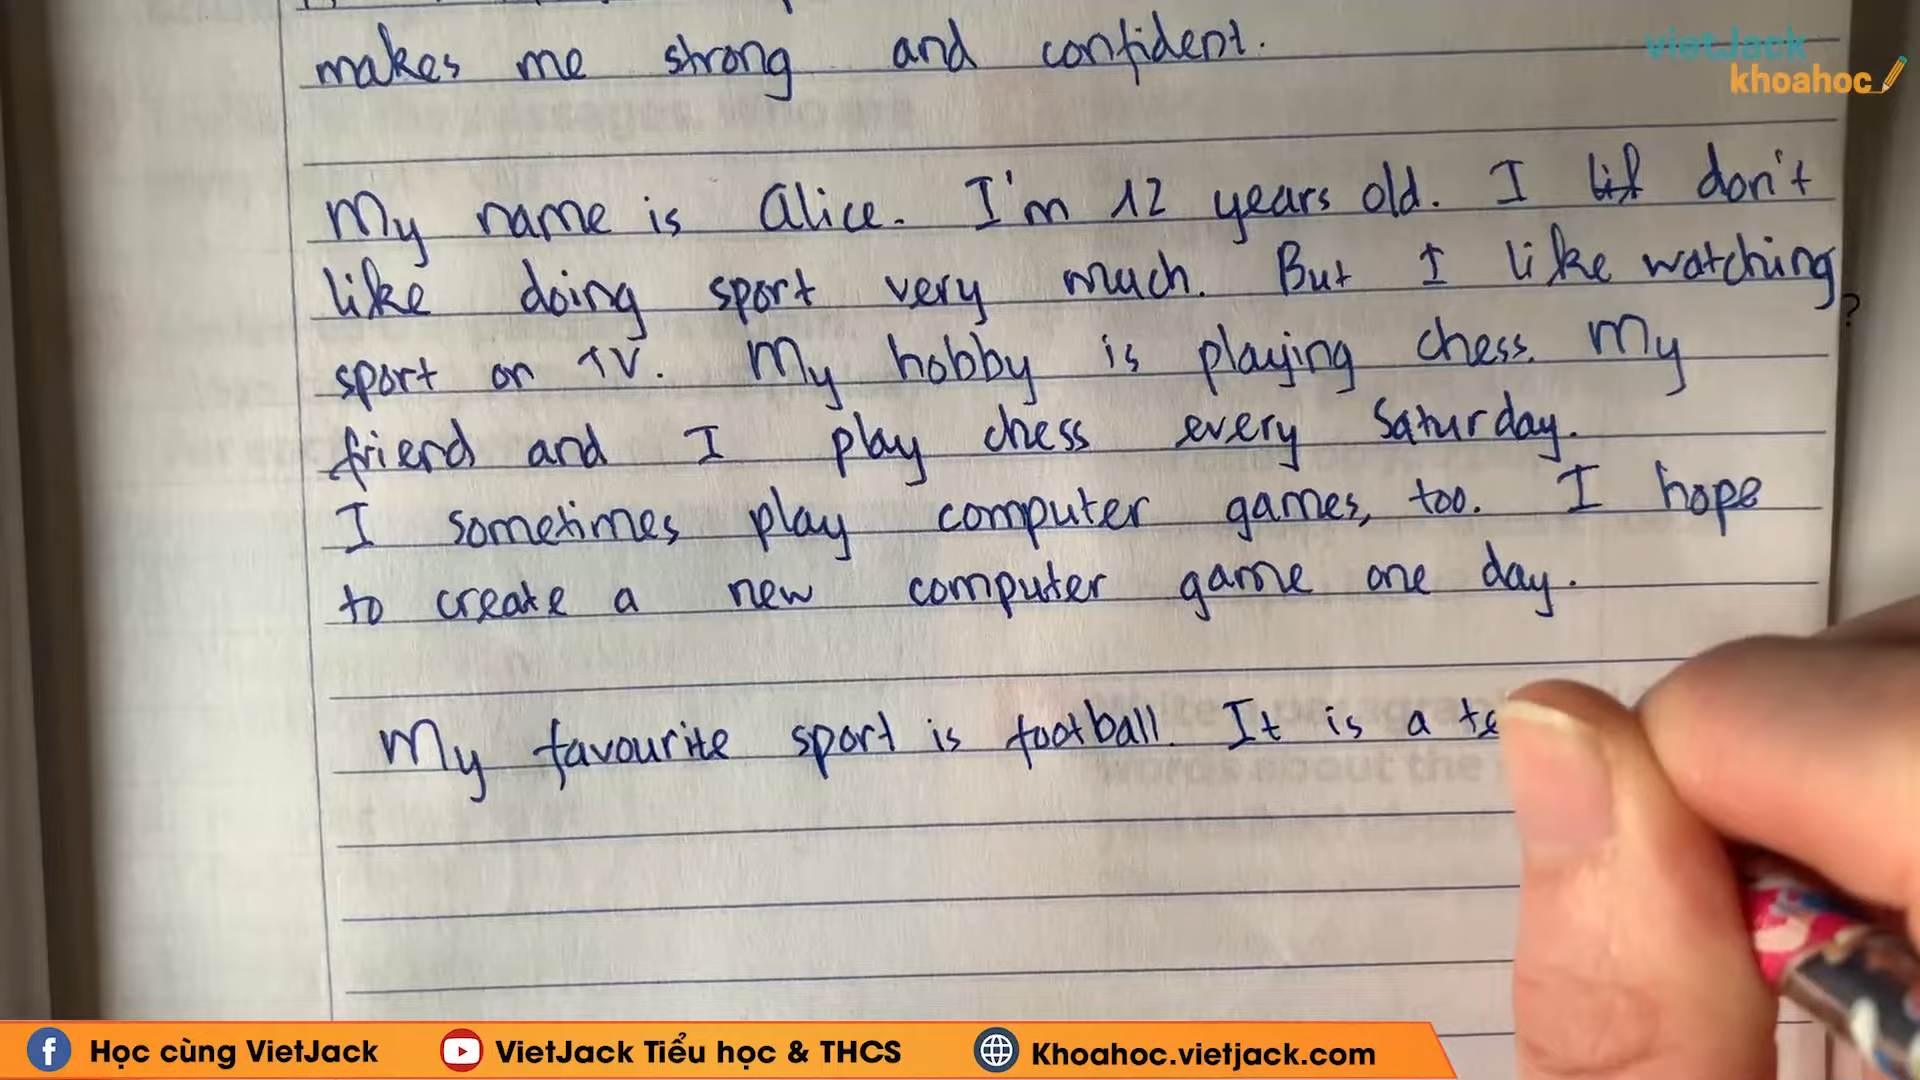 makes me strong and confident.
vietJack
khoahoc
My name is Alice. I'm 12 years old. I don't
like doing sport very much. But I like watching
sport on TV. My hobby is playing chess. My
friend and I play chess every Saturday.
I sometimes play computer games, too. I hope
to create a new computer game one day.
My favourite sport is football. It is a te
Học cùng VietJack
VietJack Tiểu học & THCS
Khoahoc.vietjack.com